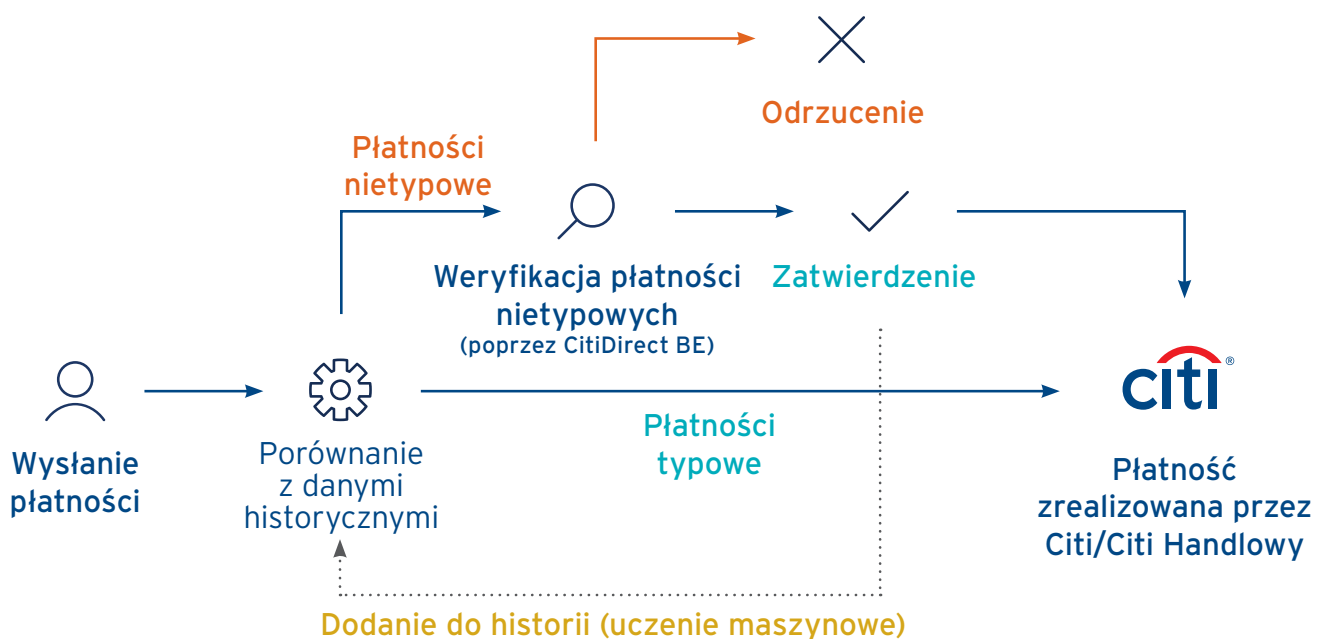 Odrzucenie
Płatności
nietypowe
Weryfikacja płatności
nietypowych
(poprzez CitiDirect BE)
Zatwierdzenie
Wysłanie
płatności
Porównanie
z danymi
historycznymi
Płatności
typowe
citi®
Płatność
zrealizowana przez
Citi/Citi Handlowy
Dodanie do historii (uczenie maszynowe)